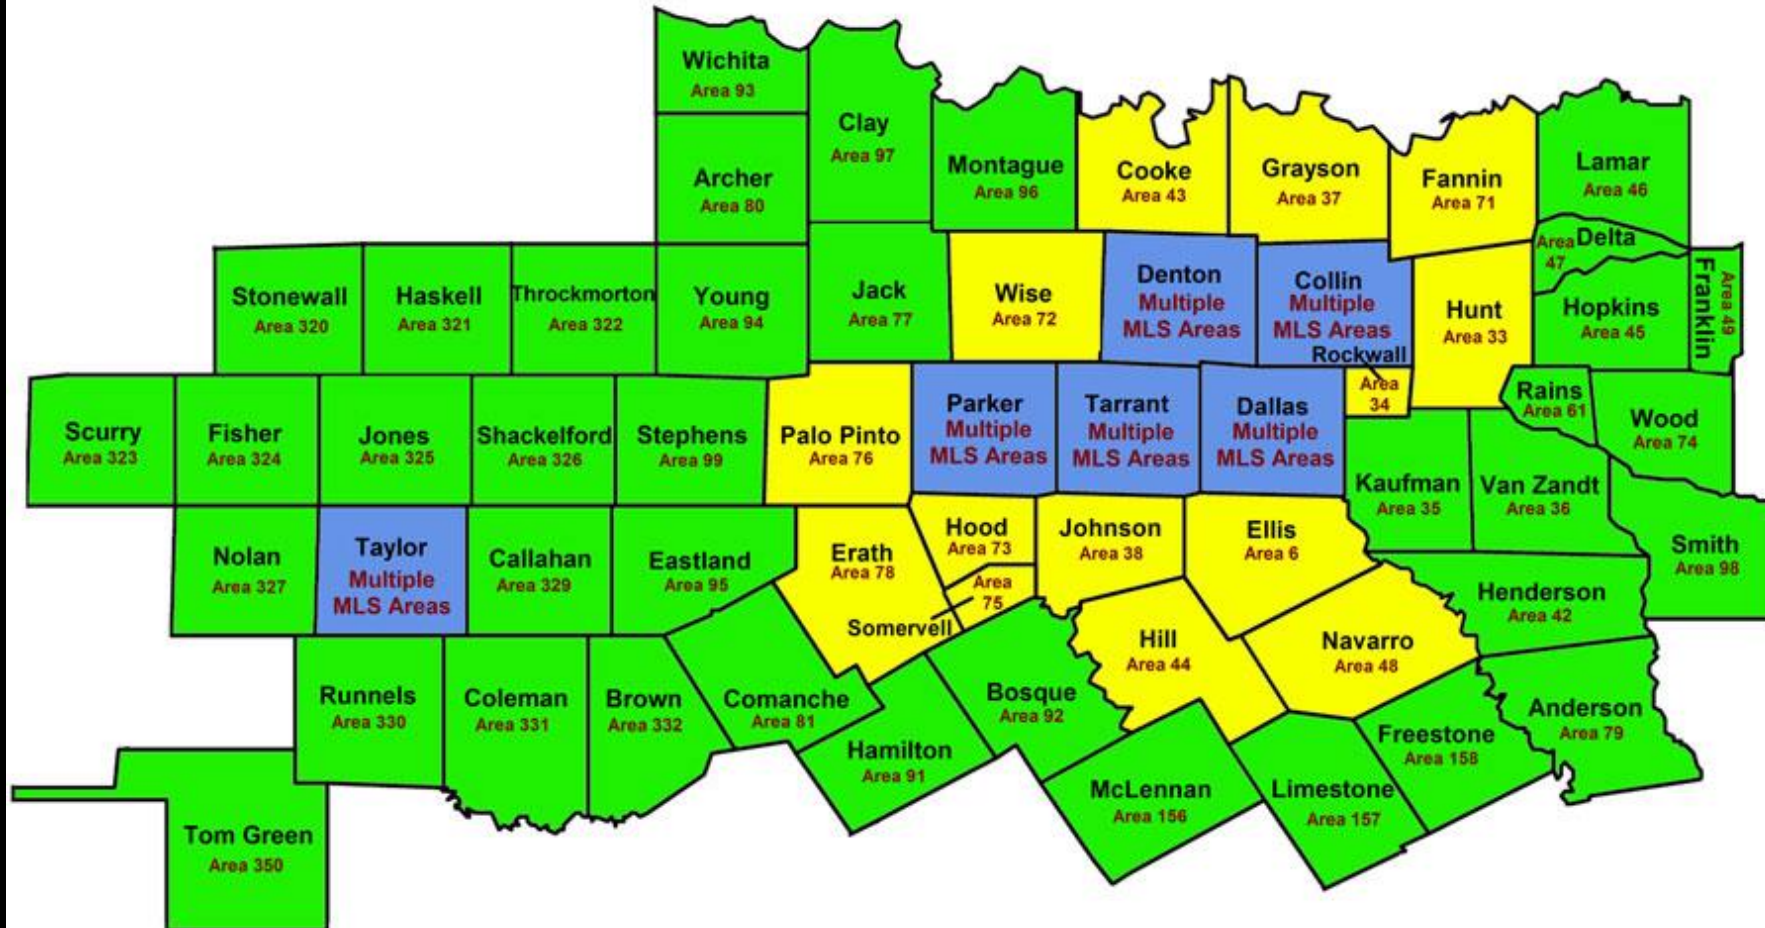 Wichita
Area 93
Clay
Area 97
Montague
Area 96
Cooke
Area 43
Grayson
Area 37
Fannin
Area 71
Lamar
Area 46
Archer
Area 80
Delta
Area
47
Stonewall
Area 320
Haskell
Area 321
Throckmorton
Area 322
Young
Area 94
Jack
Area 77
Wise
Area 72
Denton
Multiple
MLS Areas
Collin
Multiple
MLS Areas
Hunt
Area 33
Hopkins
Area 45
Franklin
Area 49
Rockwall
Area
34
Scurry
Area 323
Fisher
Area 324
Jones
Area 325
Shackelford
Area 326
Stephens
Area 99
Palo Pinto
Area 76
Parker
Multiple
MLS Areas
Tarrant
Multiple
MLS Areas
Dallas
Multiple
MLS Areas
Rains
Area 61
Wood
Area 74
Kaufman
Area 35
Van Zandt
Area 36
Nolan
Area 327
Taylor
Multiple
MLS Areas
Callahan
Area 329
Eastland
Area 95
Erath
Area 78
Hood
Area 73
Johnson
Area 38
Ellis
Area 6
Smith
Area 98
Area
75
Somervell
Henderson
Area 42
Hill
Area 44
Navarro
Area 48
Runnels
Area 330
Coleman
Area 331
Brown
Area 332
Comanche
Area 81
Bosque
Area 92
Anderson
Area 79
Hamilton
Area 91
Freestone
Area 158
McLennan
Area 156
Limestone
Area 157
Tom Green
Area 350